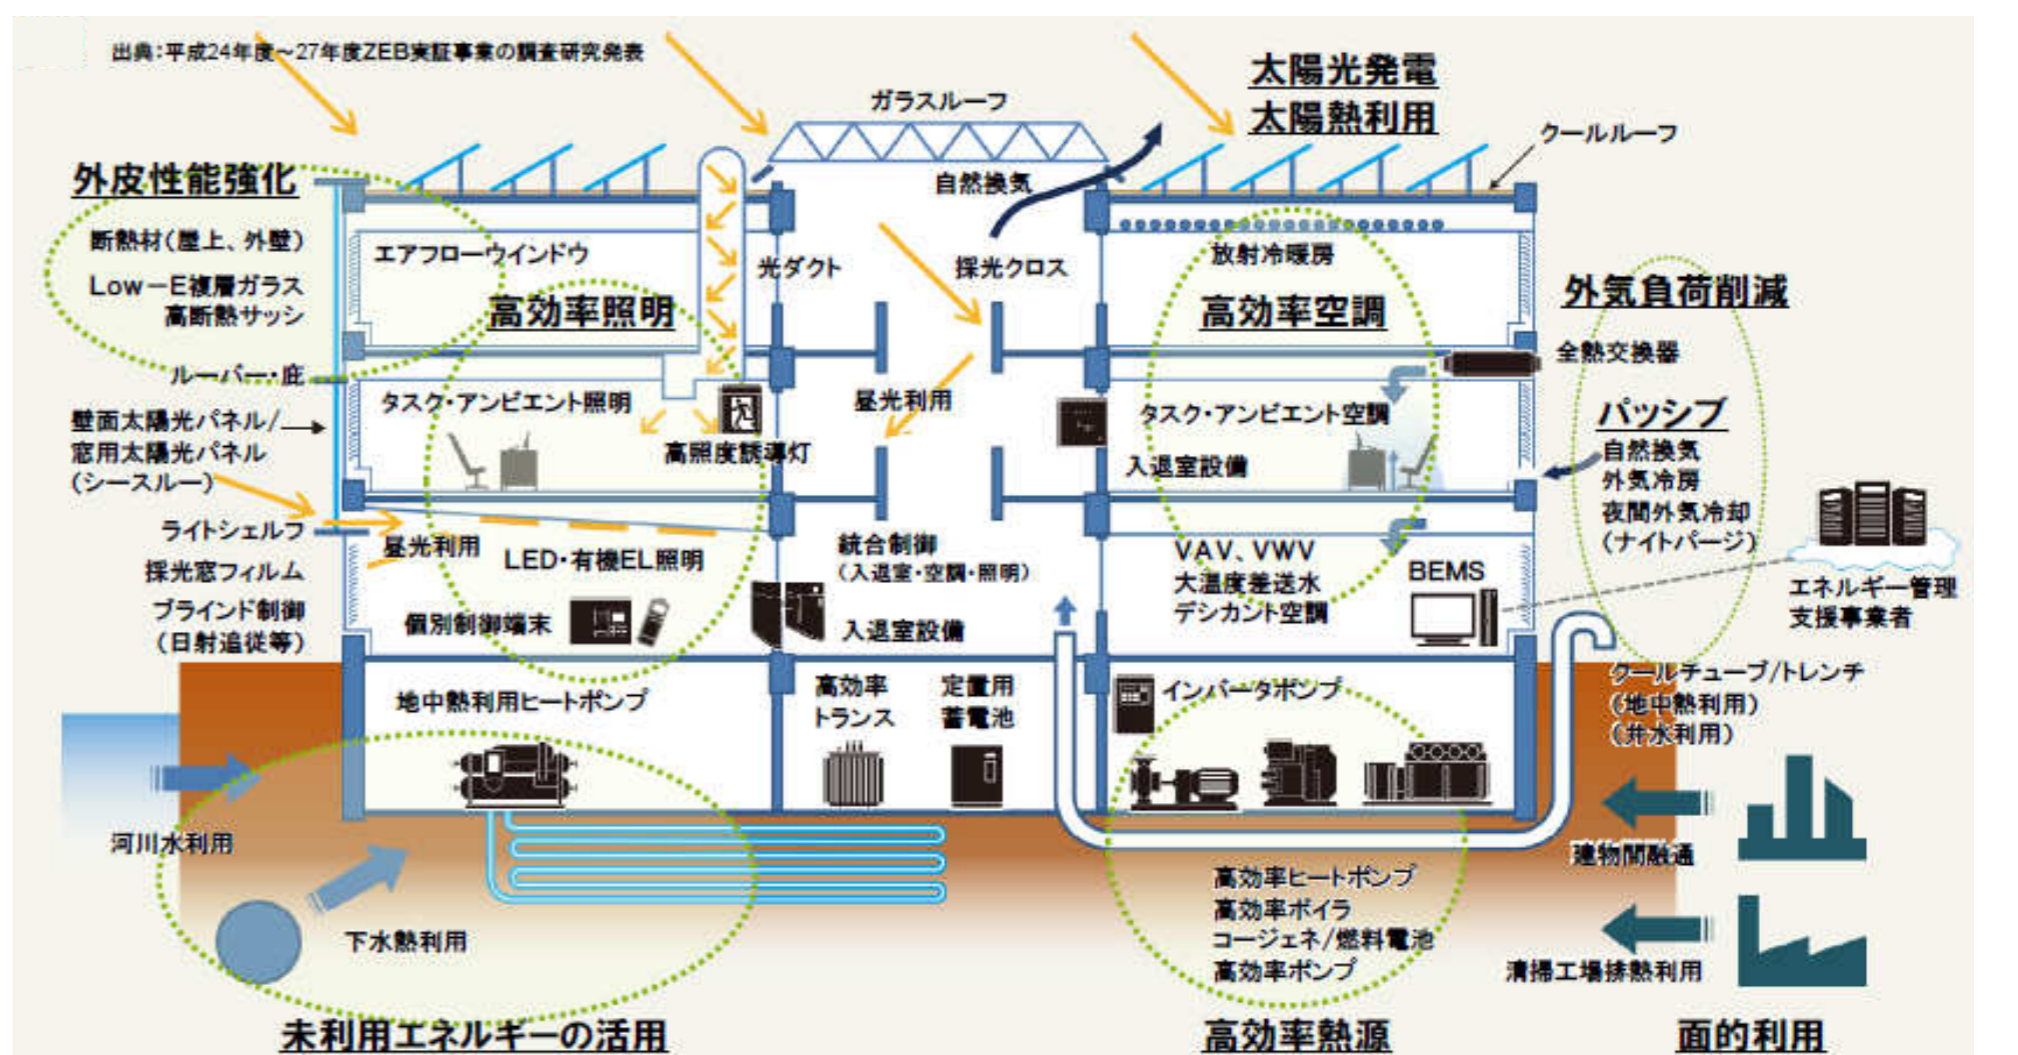 出典：平成24年度～27年度ZEB実証事業の調査研究発表
太陽光発電
太陽熱利用
ガラスルーフ
クールルーフ
外皮性能強化
自然換気
断熱材（屋上、外壁）
エアフローウインドウ
光ダクト
採光クロス
放射冷暖房
Low－E複層ガラス
高断熱サッシ
高効率照明
高効率空調
外気負荷削減
全熱交換器
ルーバー・庇
タスク・アンビエント照明
昼光利用
タスク・アンビエント空調
パッシブ
壁面太陽光パネル/
窓用太陽光パネル
（シースルー）
高照度誘導灯
入退室設備
自然換気
外気冷房
夜間外気冷却
（ナイトパージ）
ライトシェルフ
昼光利用
LED・有機EL照明
統合制御
（入退室・空調・照明）
VAV、VWV
大温度差送水
デシカント空調
BEMS
採光窓フィルム
ブラインド制御
（日射追従等）
個別制御端末
入退室設備
エネルギー管理
支援事業者
地中熱利用ヒートポンプ
高効率
トランス
定置用
蓄電池
インバータポンプ
クールチューブ/トレンチ
（地中熱利用）
（井水利用）
河川水利用
建物間融通
下水熱利用
高効率ヒートポンプ
高効率ボイラ
コージェネ/燃料電池
高効率ポンプ
清掃工場排熱利用
未利用エネルギーの活用
高効率熱源
面的利用